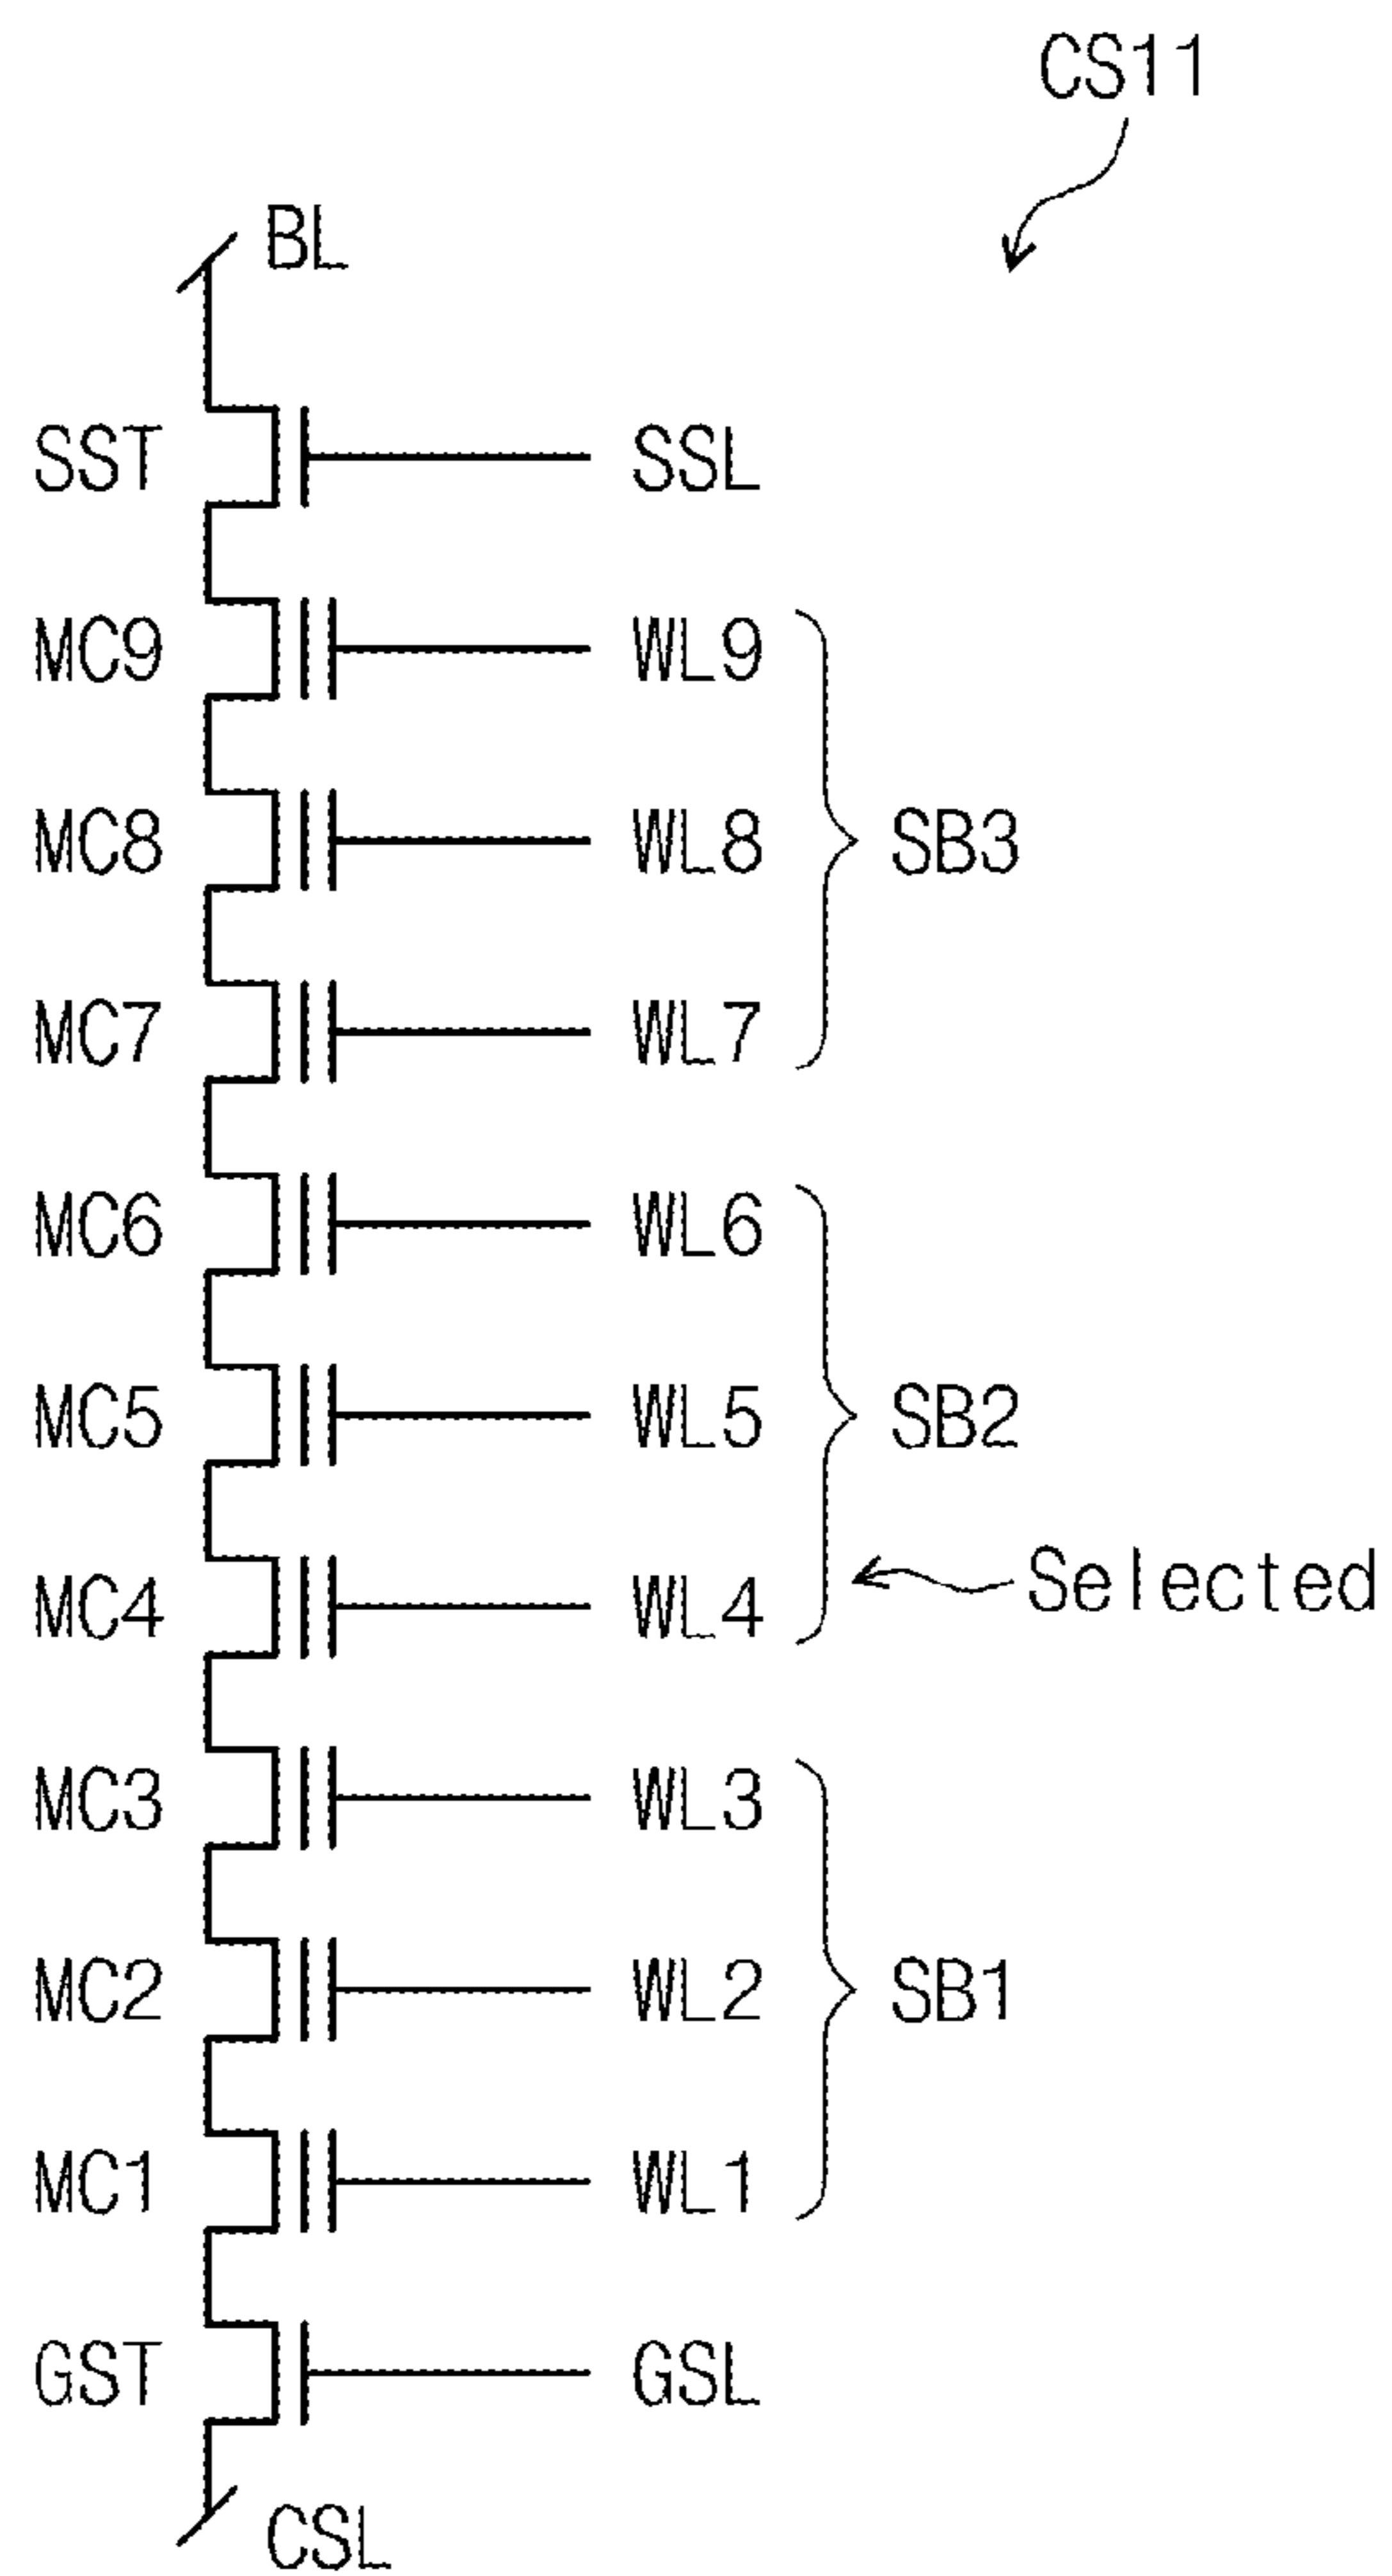 CS11
BL
SST SSL
MC9 WL9
MC8 WL8 SB3
MC7 WL7
MC6 WL6
MC5 WL5 SB2
MC4 WL4 Selected
MC3 WL3
MC2 WL2 SB1
MC1 WL1
GST GSL
CSL